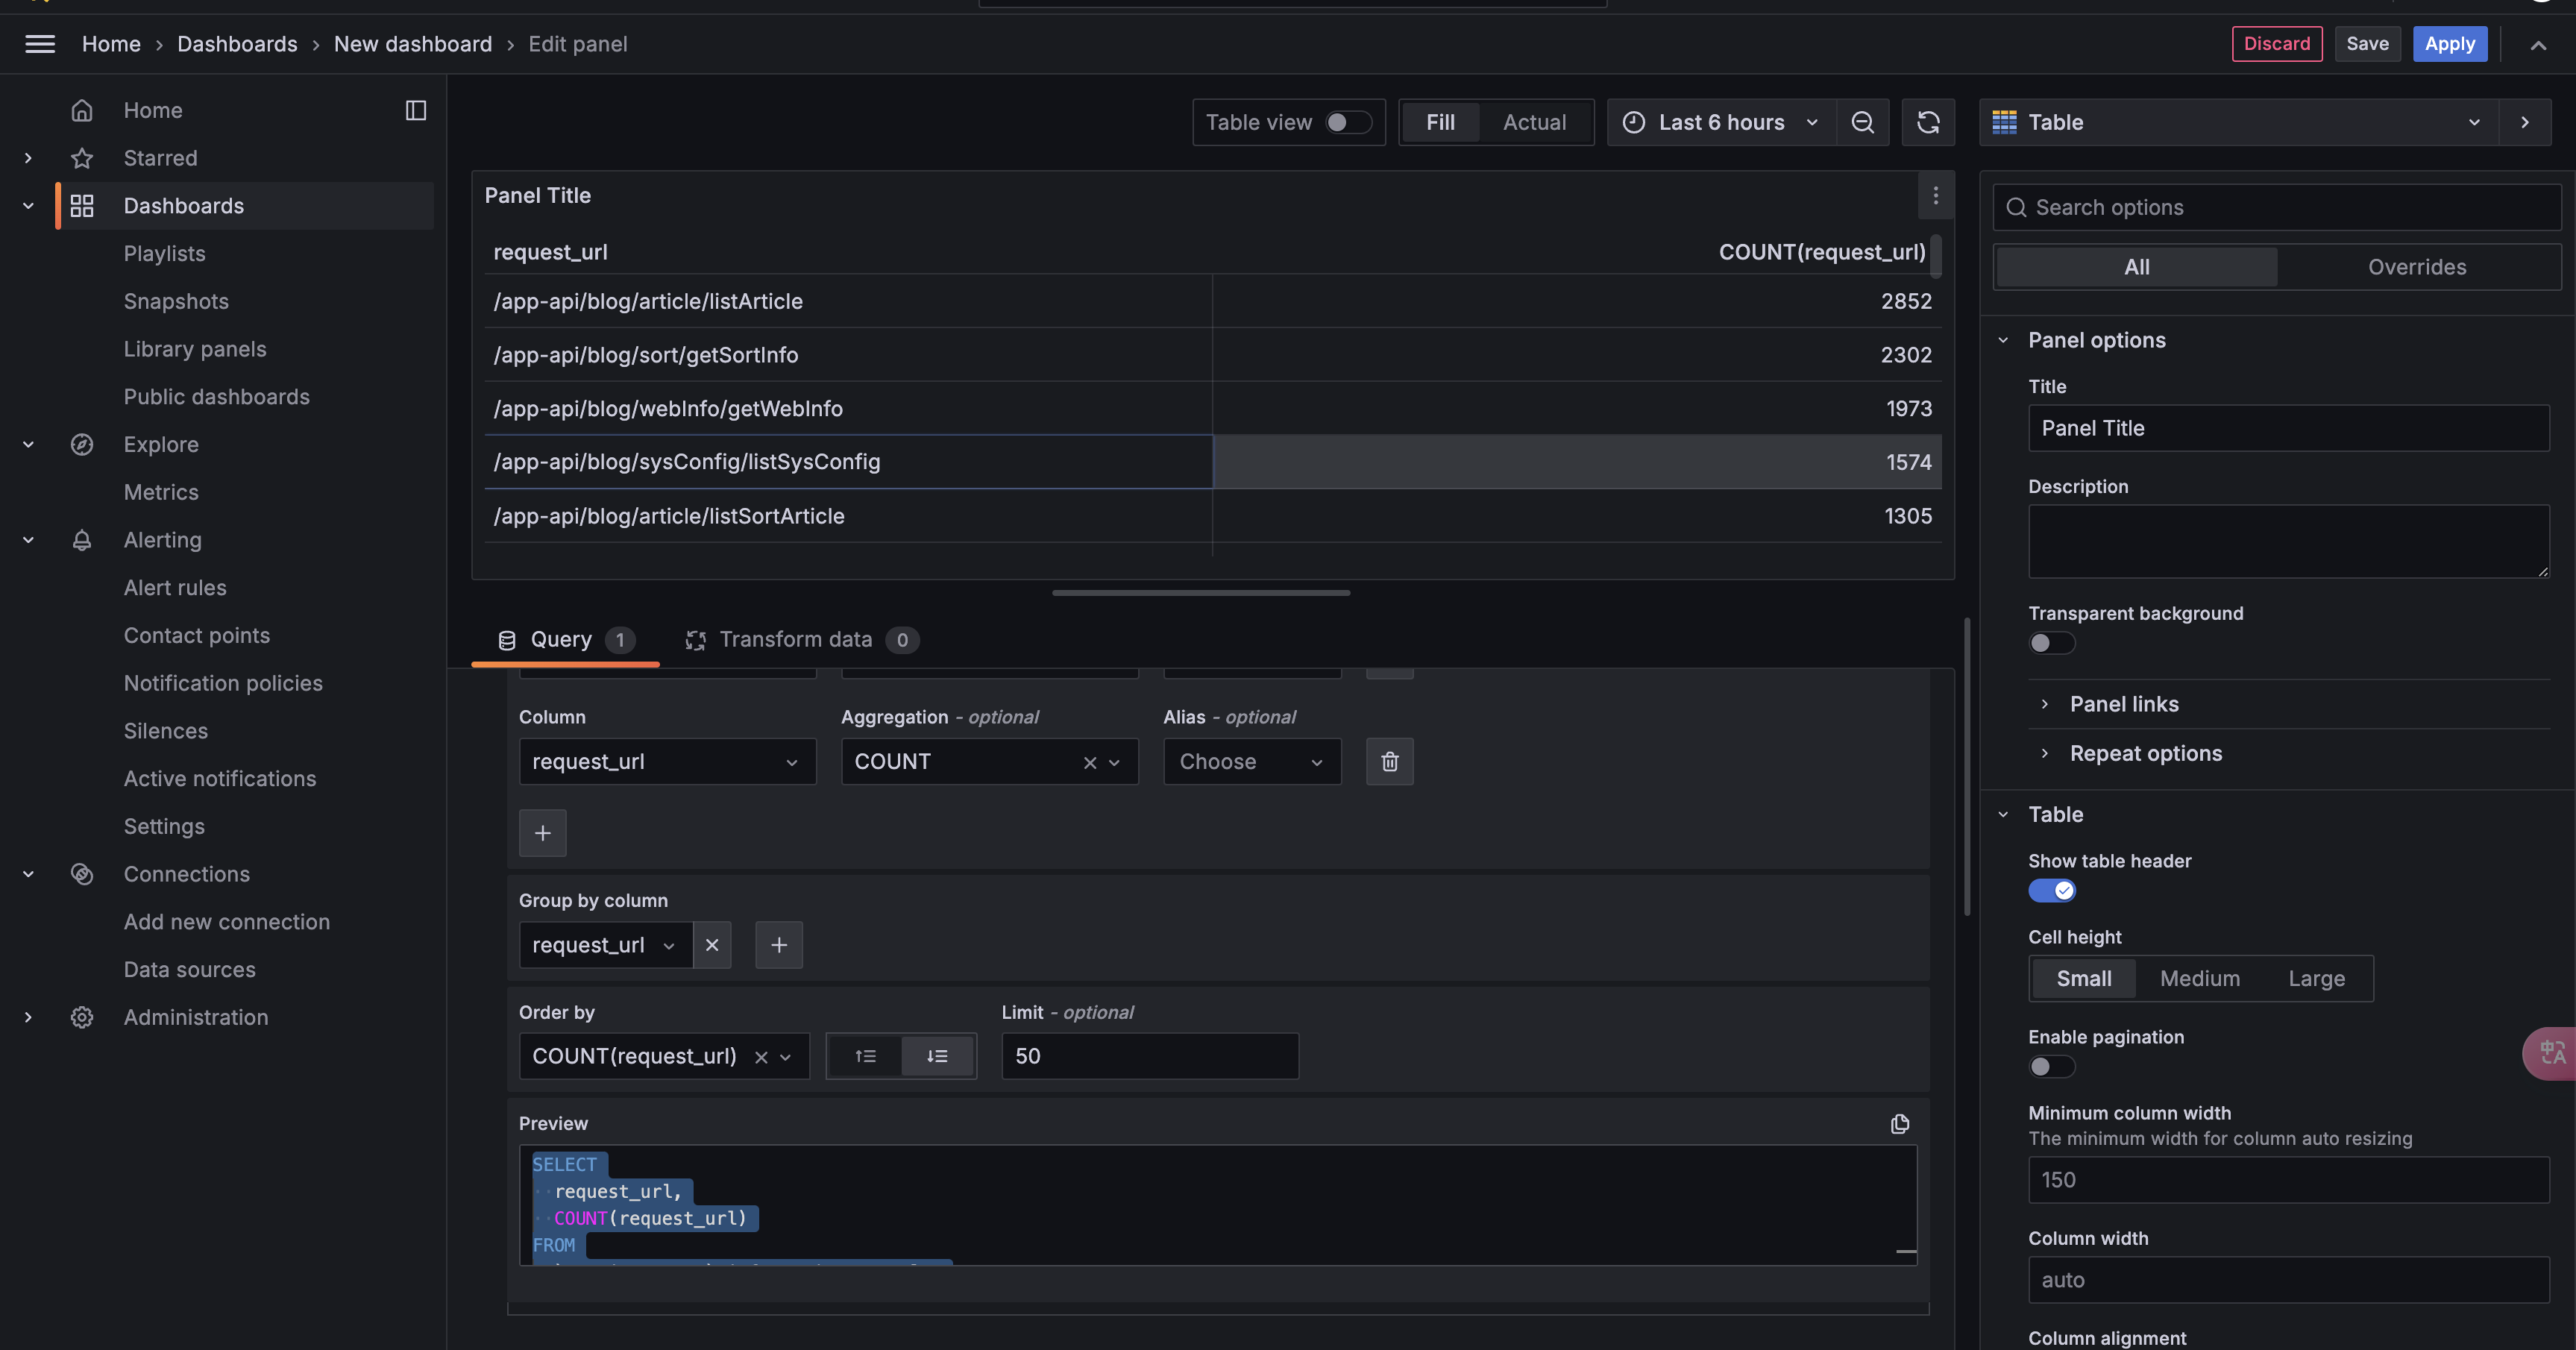 Home › Dashboards › New dashboard › Edit panel
Discard Save Apply
Home
Starred
Dashboards
Playlists
Snapshots
Library panels
Public dashboards
Explore
Metrics
Alerting
Alert rules
Contact points
Notification policies
Silences
Active notifications
Settings
Connections
Add new connection
Data sources
Administration
Table view Fill Actual Last 6 hours
Panel Title
request_url COUNT(request_url)
/app-api/blog/article/listArticle 2852
/app-api/blog/sort/getSortInfo 2302
/app-api/blog/webInfo/getWebInfo 1973
/app-api/blog/sysConfig/listSysConfig 1574
/app-api/blog/article/listSortArticle 1305
Query 1 Transform data 0
Column Aggregation - optional Alias - optional
request_url COUNT Choose
Group by column
request_url
Order by Limit - optional
COUNT(request_url) 50
Preview
SELECT
request_url,
COUNT(request_url)
FROM
Table
Search options
All Overrides
Panel options
Title
Panel Title
Description
Transparent background
Panel links
Repeat options
Table
Show table header
Cell height
Small Medium Large
Enable pagination
Minimum column width
The minimum width for column auto resizing
150
Column width
auto
Column alignment